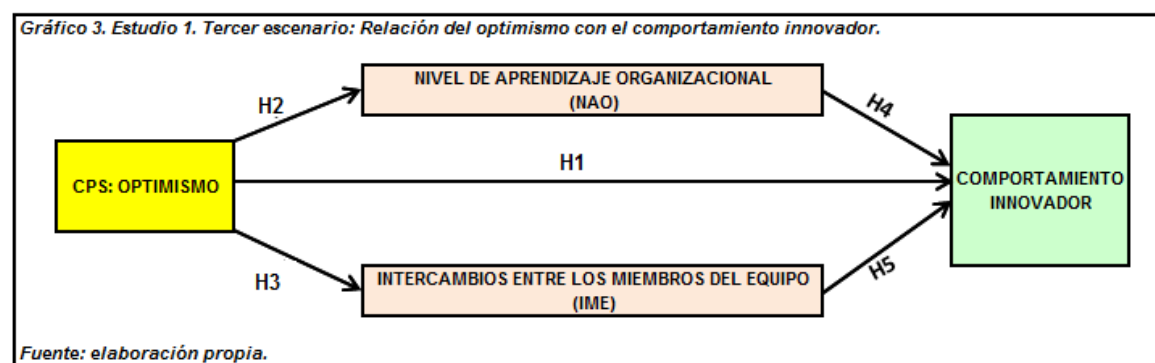 Gráfico 3. Estudio 1. Tercer escenario: Relación del optimismo con el comportamiento innovador.
NIVEL DE APRENDIZAJE ORGANIZACIONAL
(NAO)
H2
H4
H1
CPS: OPTIMISMO
COMPORTAMIENTO
INNOVADOR
H3
INTERCAMBIOS ENTRE LOS MIEMBROS DEL EQUIPO
(IME)
H5
Fuente: elaboración propia.